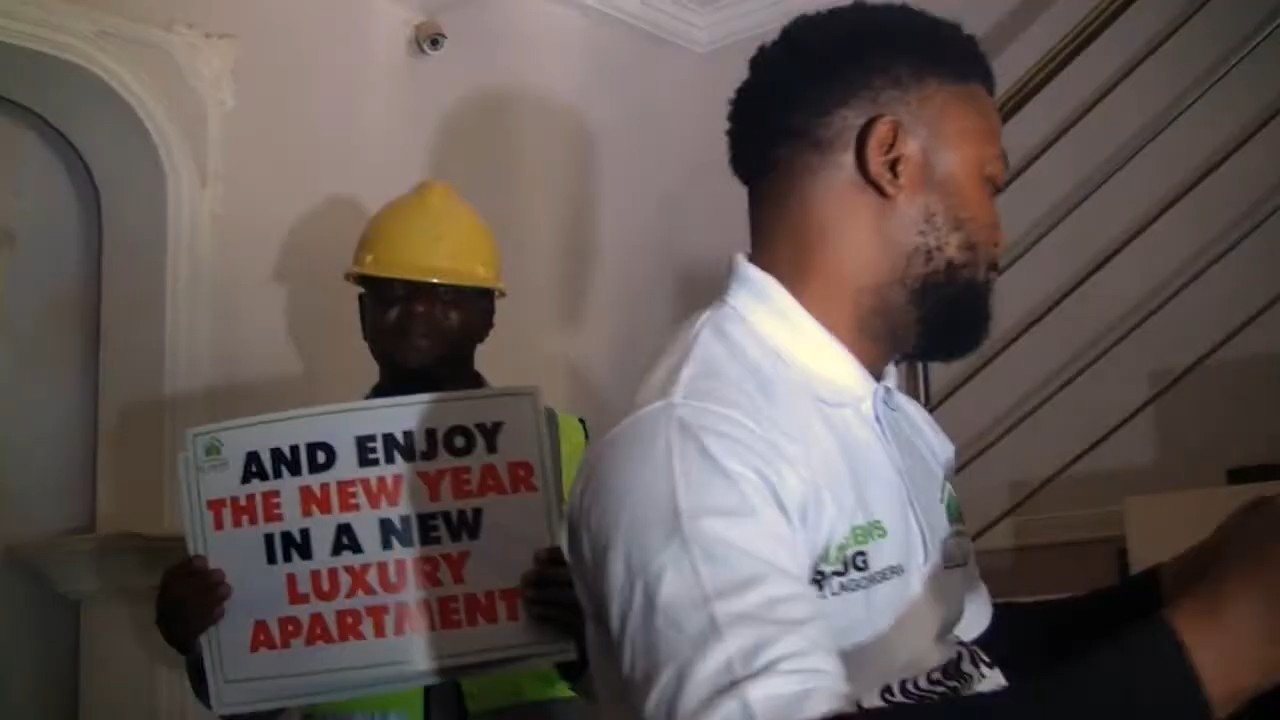 AND ENJOY
THE NEW YEAR
IN A NEW
LUXURY
APARTMENT